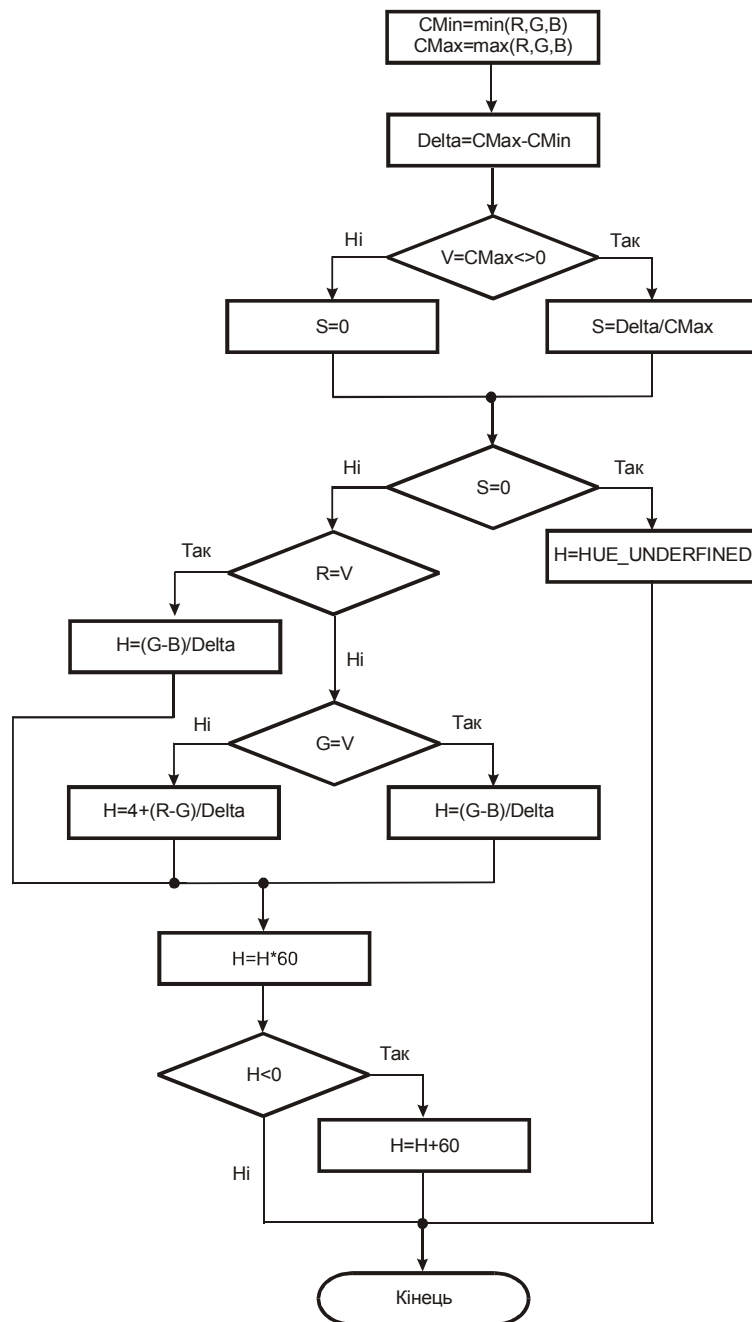 CMin=min(R,G,B)
CMax=max(R,G,B)
Delta=CMax-CMin
Ні
V=CMax<>0
Так
S=0
S=Delta/CMax
Ні
S=0
Так
Так
R=V
H=HUE_UNDERFINED
H=(G-B)/Delta
Ні
Ні
G=V
Так
H=4+(R-G)/Delta
H=(G-B)/Delta
H=H*60
H<0
Так
Ні
H=H+60
Кінець